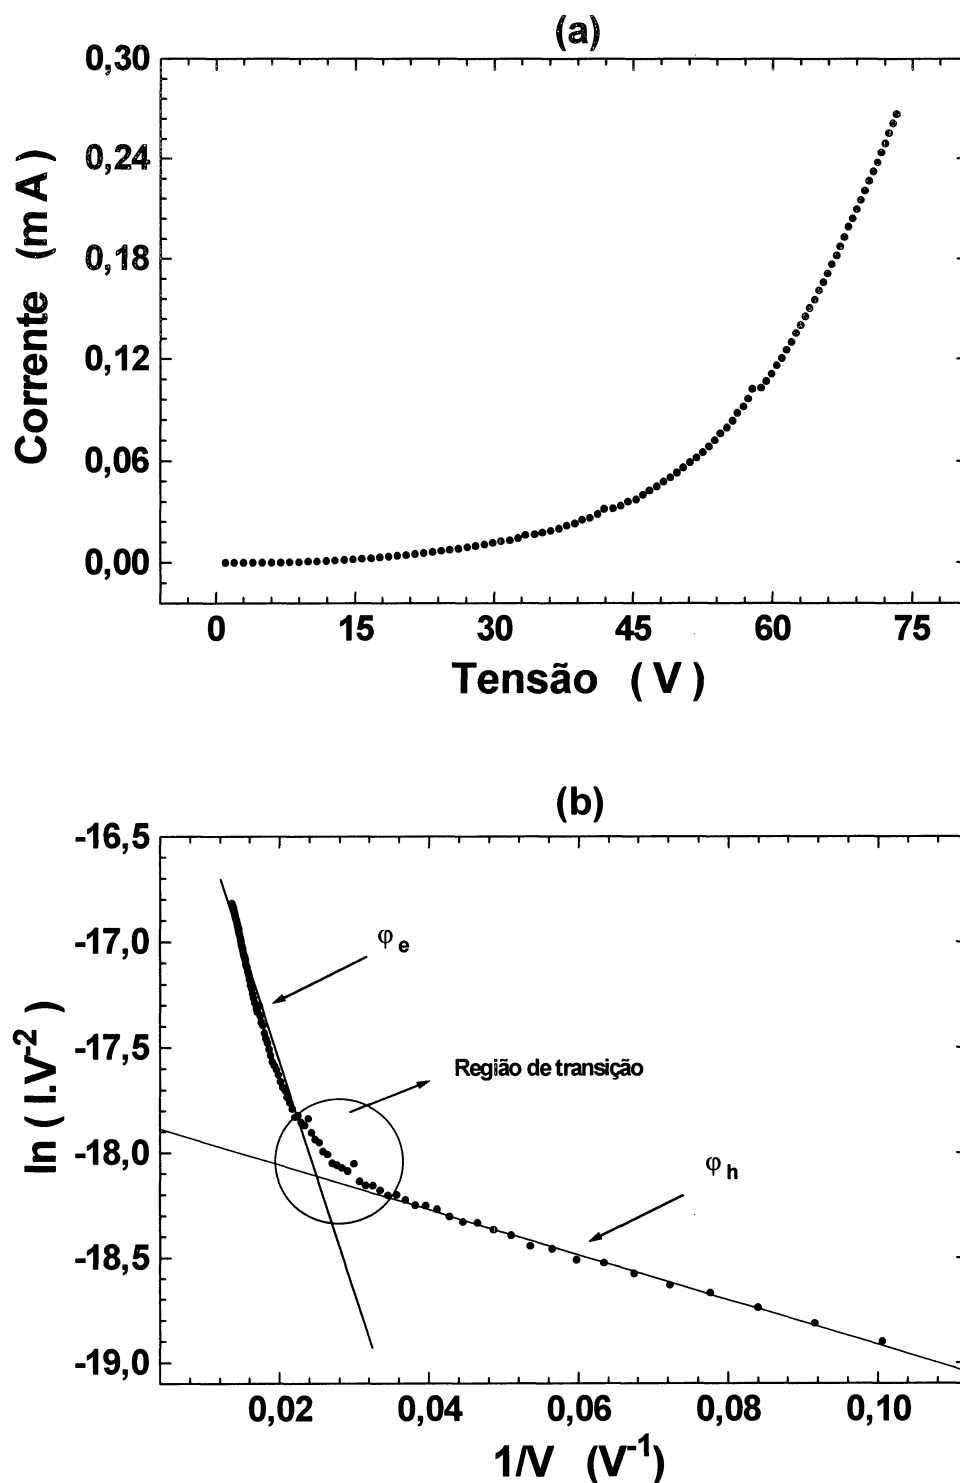 (a)
0,30
0,24
0,18
0,12
0,06
0,00
Corrente (mA)
0 15 30 45 60 75
Tensão (V)
(b)
-16,5
-17,0
-17,5
-18,0
-18,5
-19,0
ln ( I.V⁻² )
φ e
Região de transição
φ h
0,02 0,04 0,06 0,08 0,10
1/V (V⁻¹)